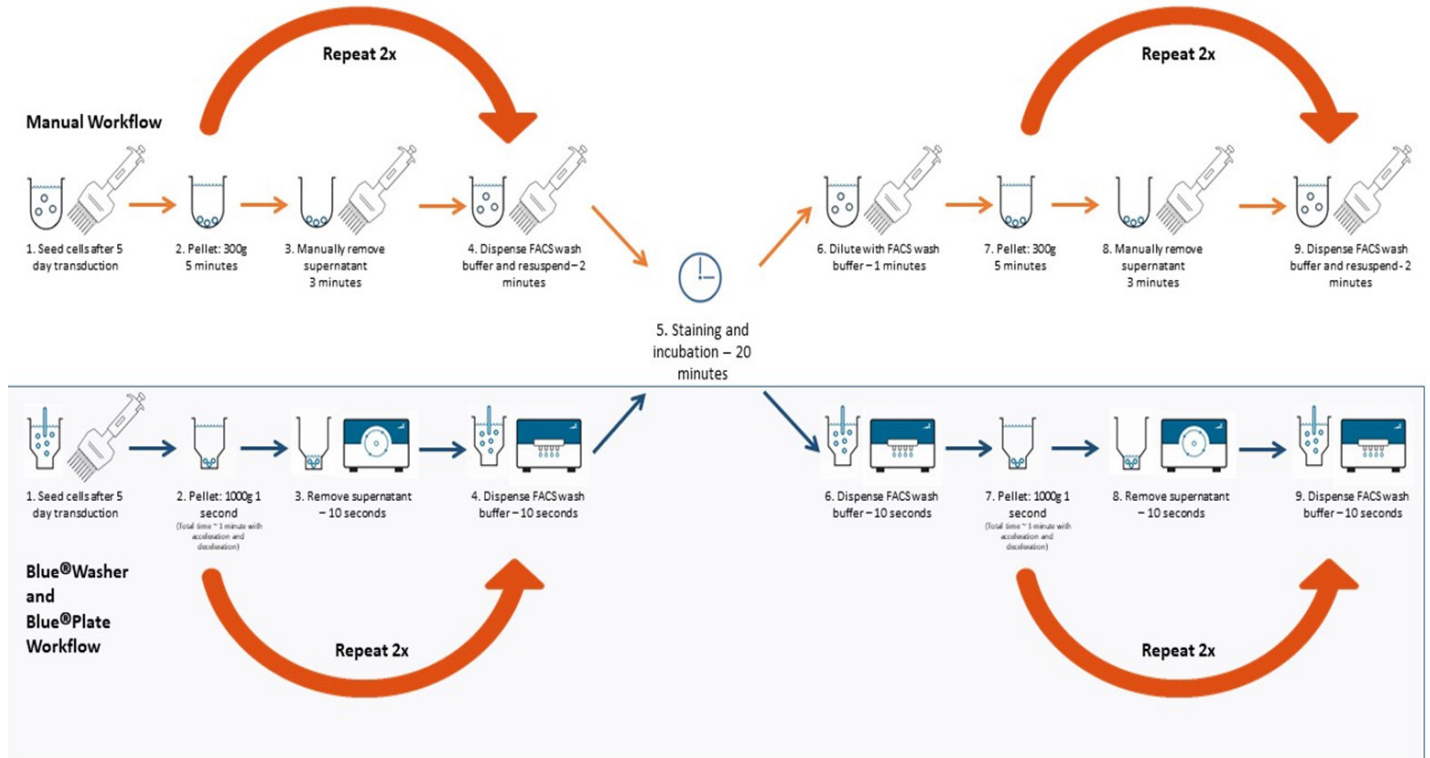 Repeat 2x
Repeat 2x
Manual Workflow
1. Seed cells after 5
day transduction
2. Pellet: 300g
5 minutes
3. Manually remove
supernatant
3 minutes
4. Dispense FACS wash
buffer and resuspend – 2
minutes
5. Staining and
incubation – 20
minutes
6. Dilute with FACS wash
buffer – 1 minutes
7. Pellet: 300g
5 minutes
8. Manually remove
supernatant
3 minutes
9. Dispense FACS wash
buffer and resuspend - 2
minutes
1. Seed cells after 5
day transduction
2. Pellet: 1000g 1
second
(Total time ~ 1 minute with
acceleration and
deceleration)
3. Remove supernatant
– 10 seconds
4. Dispense FACS wash
buffer – 10 seconds
6. Dispense FACS wash
buffer – 10 seconds
7. Pellet: 1000g 1
second
(Total time ~ 1 minute with
acceleration and
deceleration)
8. Remove supernatant
– 10 seconds
9. Dispense FACS wash
buffer – 10 seconds
Blue®Washer
and
Blue®Plate
Workflow
Repeat 2x
Repeat 2x